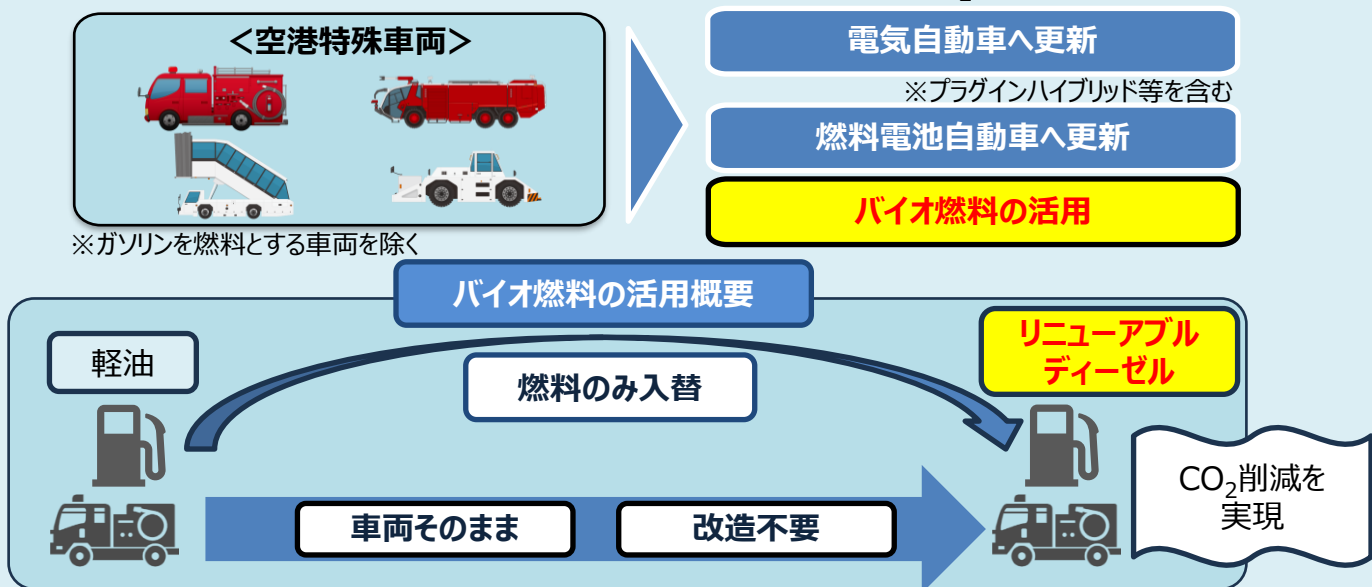 <空港特殊車両>
電気自動車へ更新
※プラグインハイブリッド等を含む
燃料電池自動車へ更新
バイオ燃料の活用
※ガソリンを燃料とする車両を除く
バイオ燃料の活用概要
軽油
燃料のみ入替
リニューアブル
ディーゼル
車両そのまま
改造不要
CO₂削減を
実現